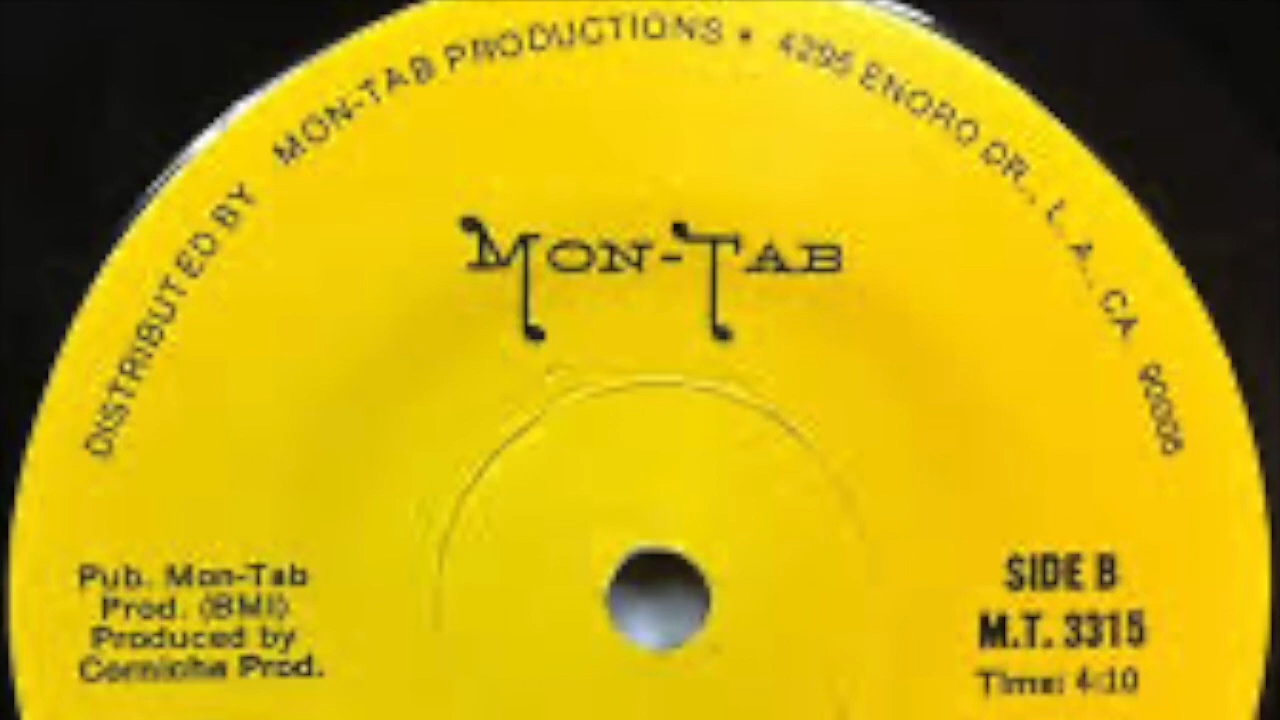 DISTRIBUTED BY MON-TAB PRODUCTIONS • 4295 ENORO DR., L. A., CA. 90008
MON-TAB
Pub. Mon-Tab
Prod. (BMI)
Produced by
Corniche Prod.
SIDE B
M.T. 3315
Time: 4:10